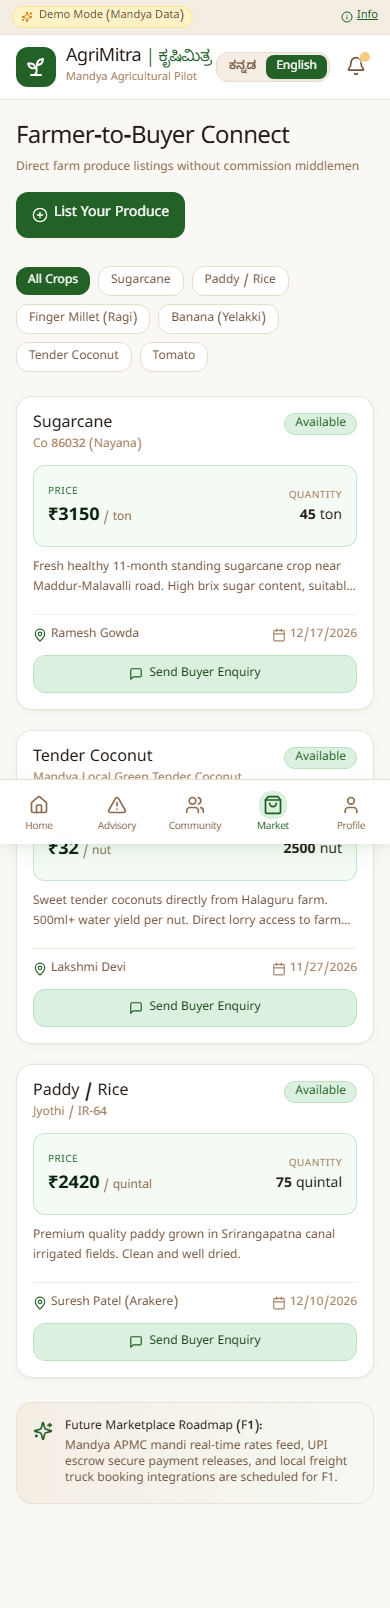 Demo Mode (Mandya Data)
Info
AgriMitra | ಕೃಷಿಮಿತ್ರ
Mandya Agricultural Pilot
ಕನ್ನಡ
English
Farmer-to-Buyer Connect
Direct farm produce listings without commission middlemen
List Your Produce
All Crops
Sugarcane
Paddy / Rice
Finger Millet (Ragi)
Banana (Yelakki)
Tender Coconut
Tomato
Sugarcane
Available
Co 86032 (Nayana)
PRICE
QUANTITY
₹3150 / ton
45 ton
Fresh healthy 11-month standing sugarcane crop near
Maddur-Malavalli road. High brix sugar content, suitabl...
Ramesh Gowda
12/17/2026
Send Buyer Enquiry
Tender Coconut
Available
Mandya Local Green Tender Coconut
Home
Advisory
Community
Market
Profile
₹32 / nut
2500 nut
Sweet tender coconuts directly from Halaguru farm.
500ml+ water yield per nut. Direct lorry access to farm...
Lakshmi Devi
11/27/2026
Send Buyer Enquiry
Paddy / Rice
Available
Jyothi / IR-64
PRICE
QUANTITY
₹2420 / quintal
75 quintal
Premium quality paddy grown in Srirangapatna canal
irrigated fields. Clean and well dried.
Suresh Patel (Arakere)
12/10/2026
Send Buyer Enquiry
Future Marketplace Roadmap (F1):
Mandya APMC mandi real-time rates feed, UPI
escrow secure payment releases, and local freight
truck booking integrations are scheduled for F1.